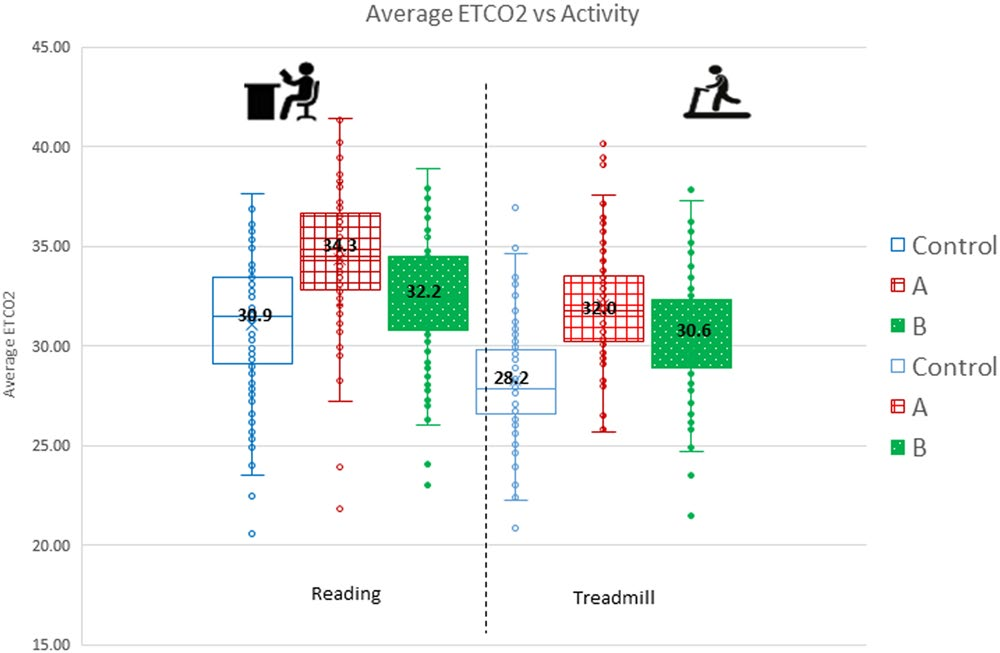 Average ETCO2 vs Activity
Average ETCO2
45.00
40.00
35.00
30.00
25.00
20.00
15.00
30.9
34.3
32.2
28.2
32.0
30.6
Reading
Treadmill
Control
A
B
Control
A
B